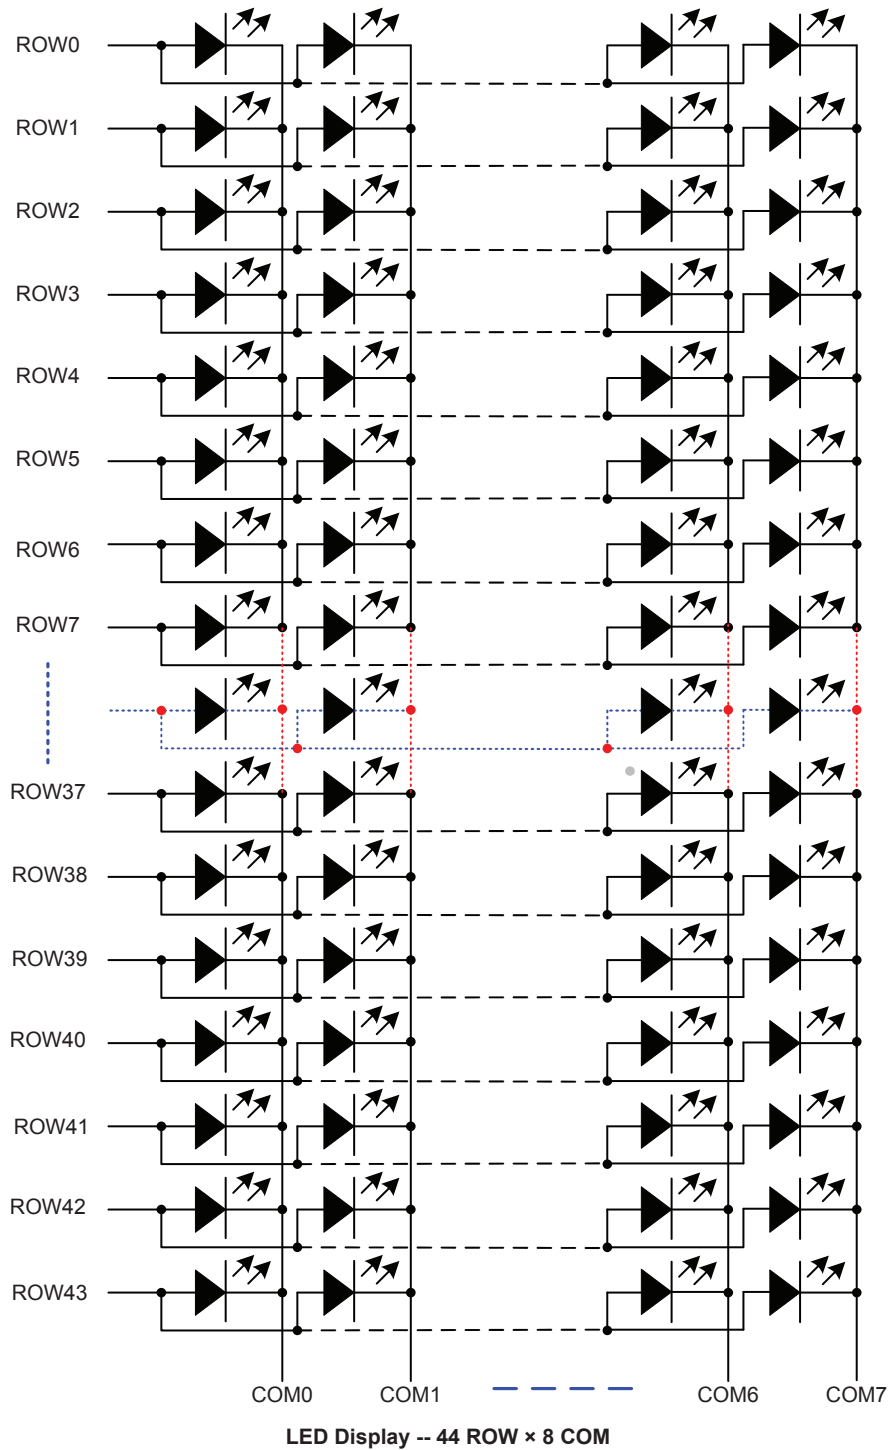 ROW0
ROW1
ROW2
ROW3
ROW4
ROW5
ROW6
ROW7
ROW37
ROW38
ROW39
ROW40
ROW41
ROW42
ROW43
COM0 COM1 COM6 COM7
LED Display -- 44 ROW × 8 COM